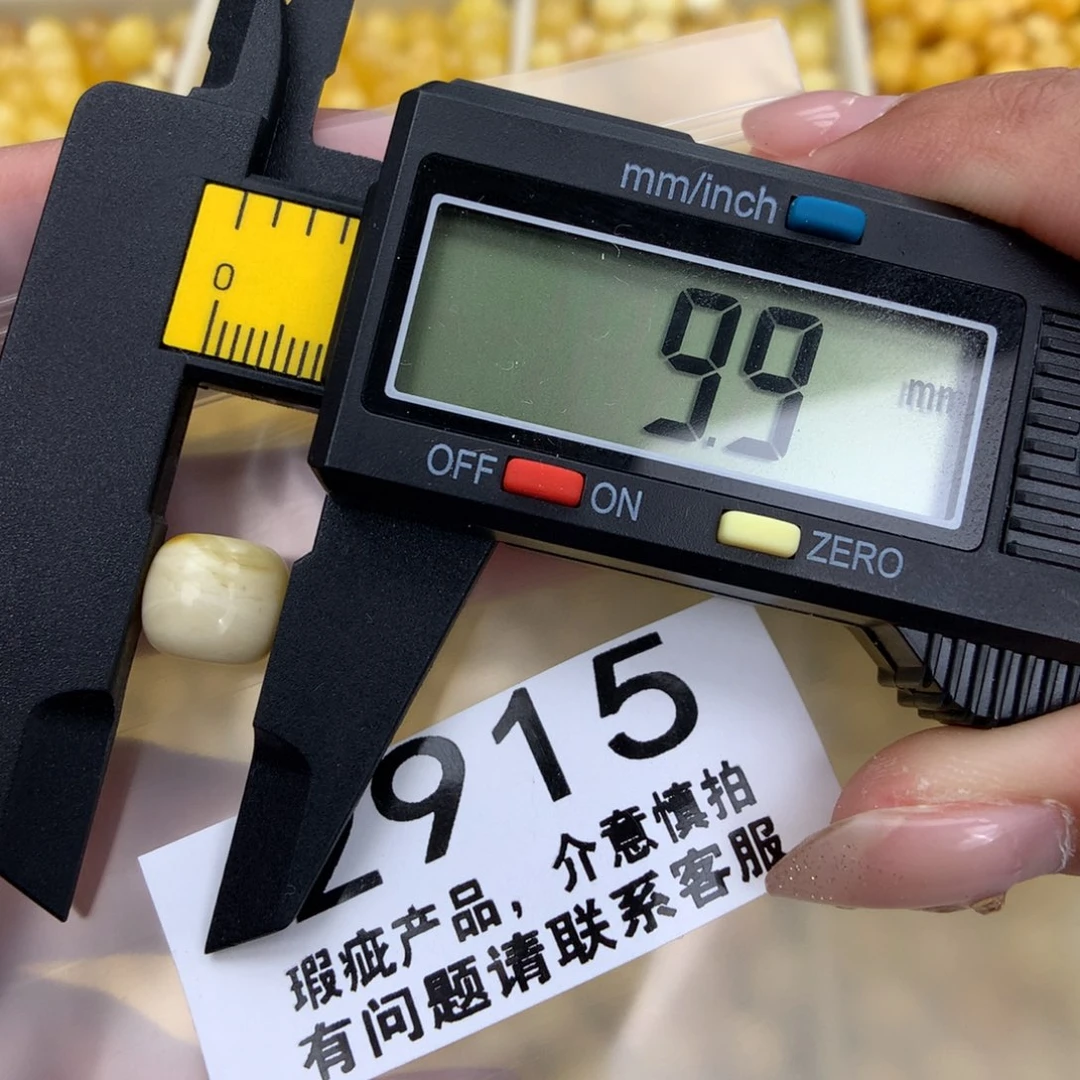 0
mm/inch
9.9 mm
OFF ON ZERO
2915
瑕疵产品，介意慎拍
有问题请联系客服